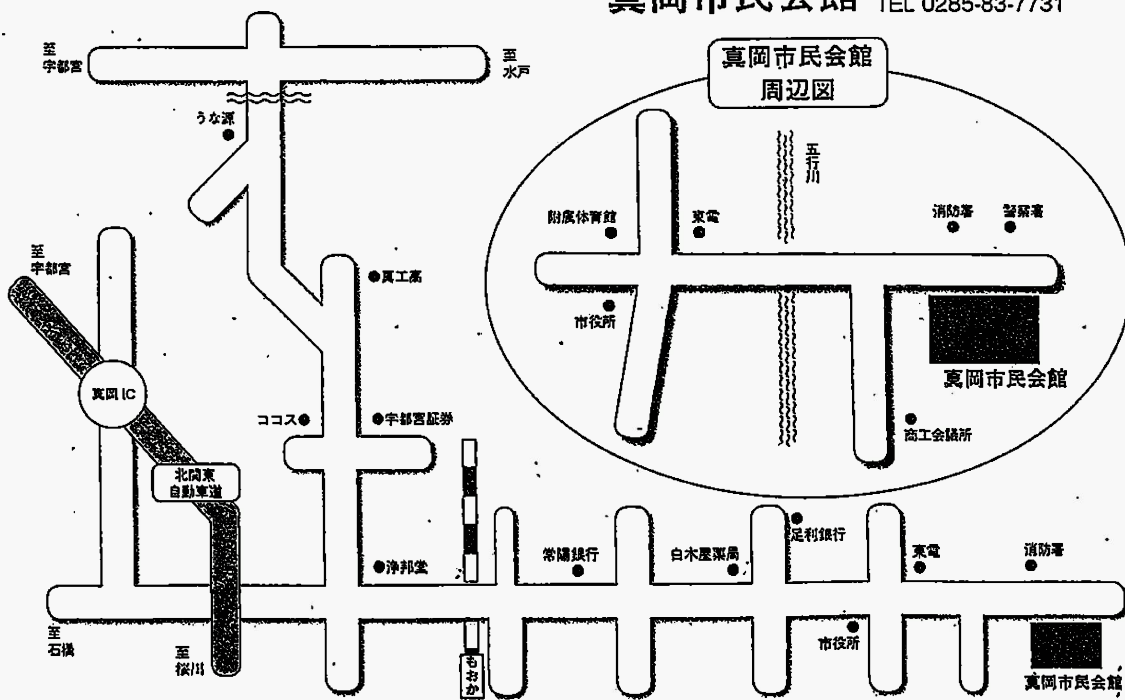 真岡市民会館 TEL 0285-83-7731
至
宇都宮
至
水戸
うな源
真岡市民会館
周辺図
五行川
附属体育館
東電
消防署
警察署
市役所
真岡市民会館
商工会議所
至
宇都宮
真工高
真岡IC
ココス
宇都宮証券
北関東
自動車道
浄邦堂
常陽銀行
白木屋薬局
足利銀行
東電
消防署
至
石橋
至
桜川
もおか
市役所
真岡市民会館